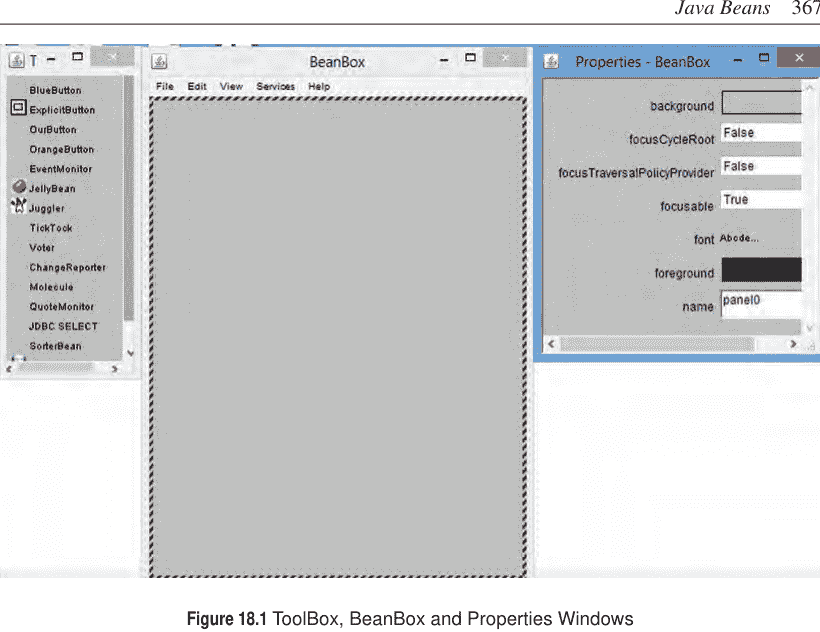 Java Beans 367
T
BlueButton
ExplicitButton
OurButton
OrangeButton
EventMonitor
JellyBean
Juggler
TickTock
Voter
ChangeReporter
Molecule
QuoteMonitor
JDBC SELECT
SorterBean
BeanBox
File Edit View Services Help
Properties - BeanBox
background
focusCycleRoot False
focusTraversalPolicyProvider False
focusable True
font Abcde...
foreground
name panel0
Figure 18.1 ToolBox, BeanBox and Properties Windows